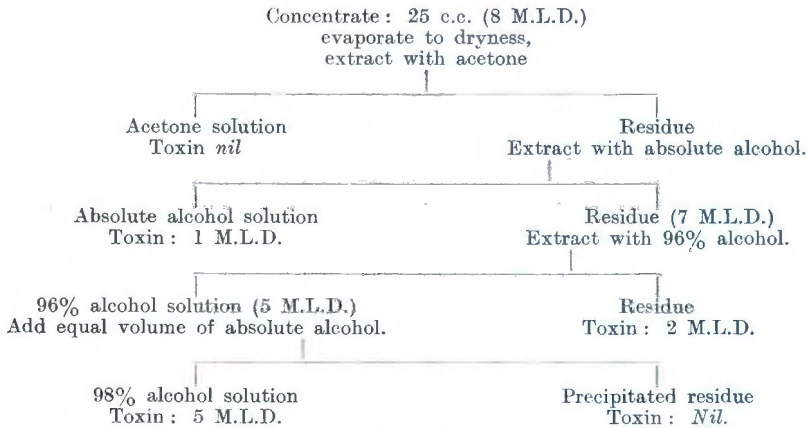 Concentrate : 25 c.c. (8 M.L.D.)
evaporate to dryness,
extract with acetone
Acetone solution
Toxin nil
Residue
Extract with absolute alcohol.
Absolute alcohol solution
Toxin : 1 M.L.D.
Residue (7 M.L.D.)
Extract with 96% alcohol.
96% alcohol solution (5 M.L.D.)
Add equal volume of absolute alcohol.
Residue
Toxin : 2 M.L.D.
98% alcohol solution
Toxin : 5 M.L.D.
Precipitated residue
Toxin : Nil.